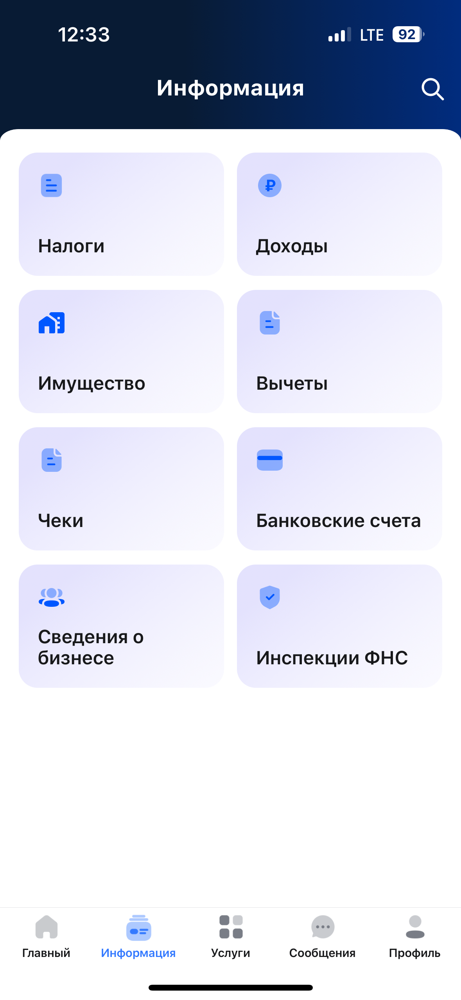 12:33
LTE
92
Информация
₽
Налоги
Доходы
Имущество
Вычеты
Чеки
Банковские счета
Сведения о
бизнесе
Инспекции ФНС
Главный
Информация
Услуги
Сообщения
Профиль